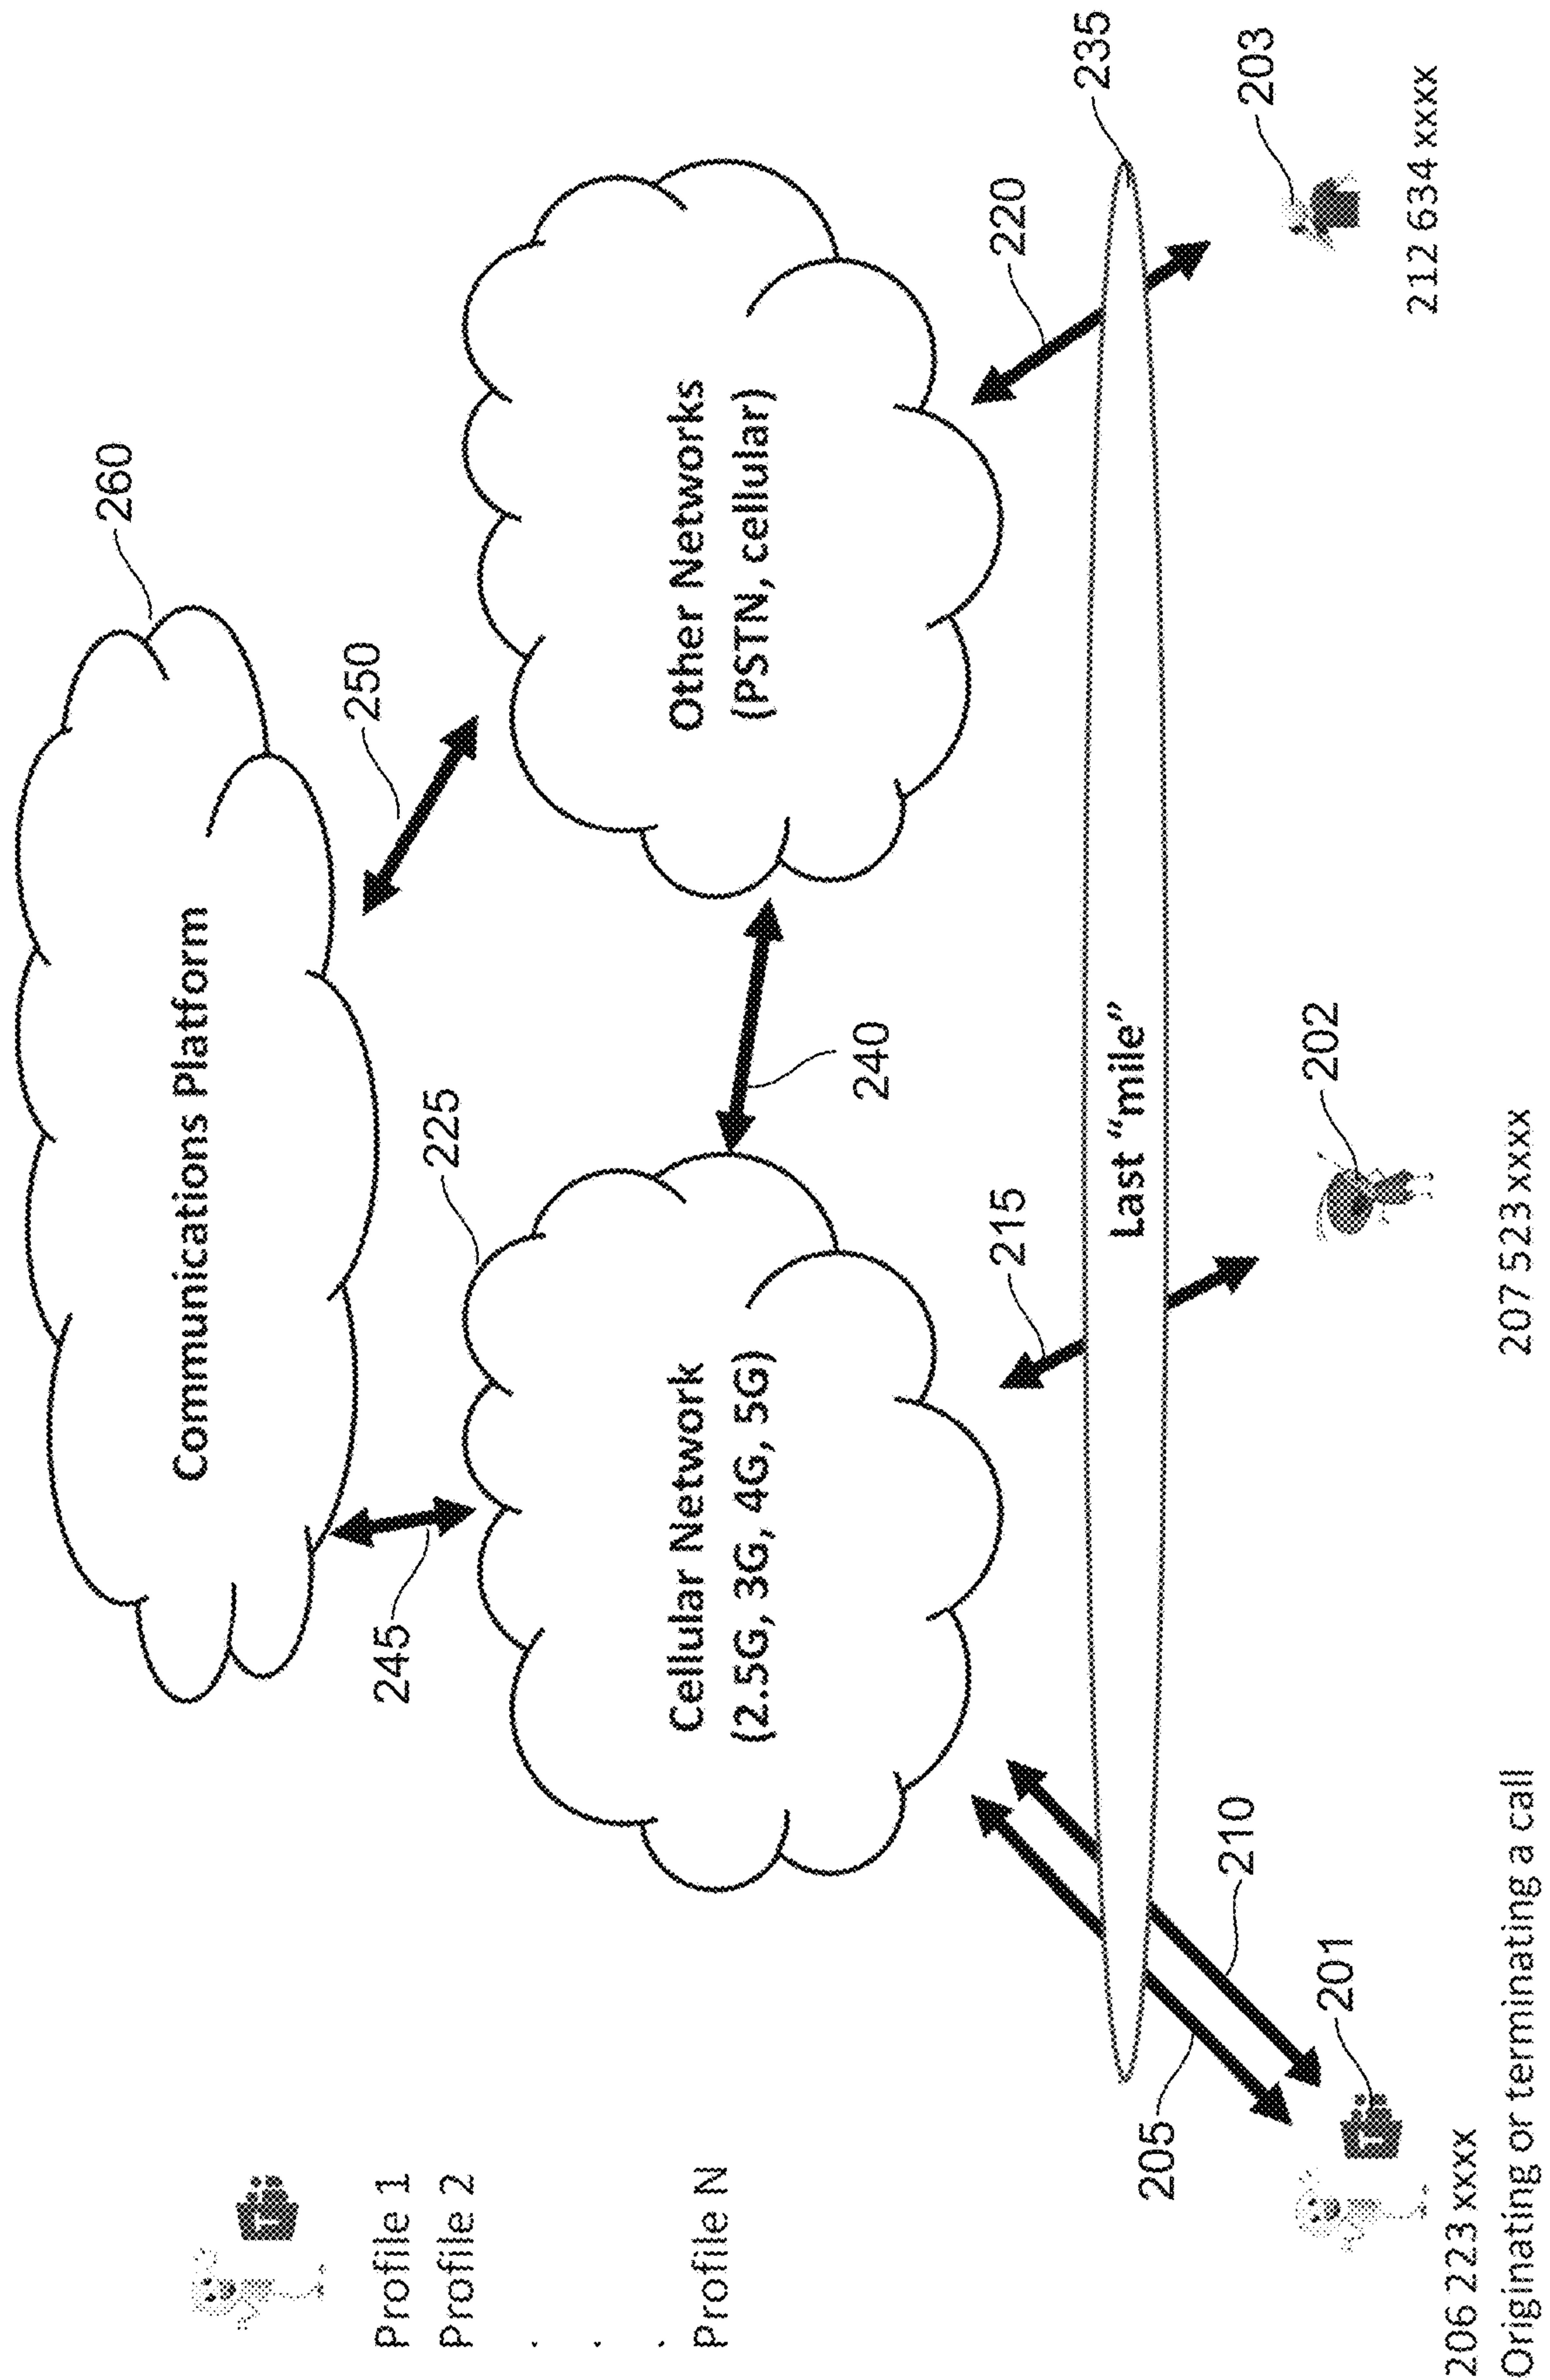 260
Communications Platform
Profile 1
Profile 2
.
.
.
Profile N
245
225
250
Cellular Network
(2.5G, 3G, 4G, 5G)
Other Networks
(PSTN, cellular)
240
215
220
235
Last “mile”
205
210
201
T
202
203
T
206 223 xxxx
Originating or terminating a call
207 523 xxxx
212 634 xxxx